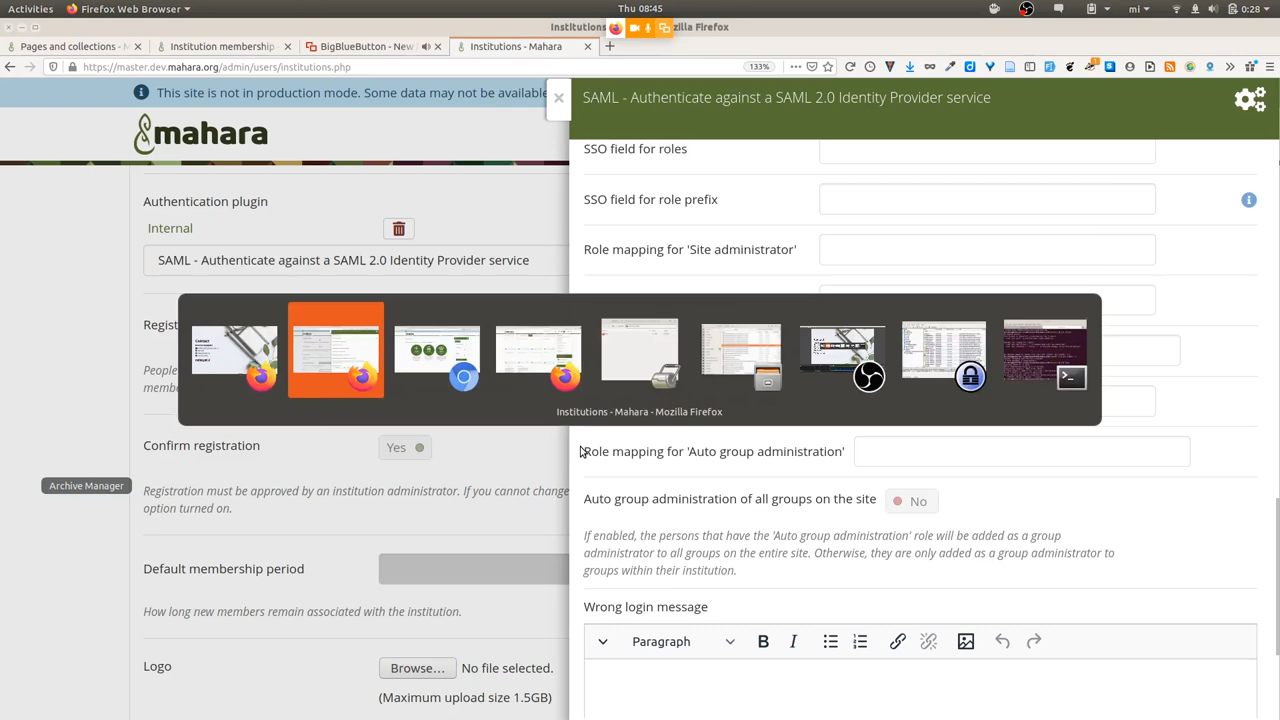 Firefox Web Browser
Thu 08:45
mi
0:28
Institutions
zilla Firefox
Pages and collections -
Institution membership
BigBlueButton - New
Institutions - Mahara
https://master.dev.mahara.org/admin/users/institutions.php
133%
This site is not in production mode. Some data may not be available
mahara
SAML - Authenticate against a SAML 2.0 Identity Provider service
SSO field for roles
SSO field for role prefix
Role mapping for 'Site administrator'
Authentication plugin
Internal
SAML - Authenticate against a SAML 2.0 Identity Provider service
Regist
People
membe
Institutions - Mahara - Mozilla Firefox
Confirm registration
Yes
Role mapping for 'Auto group administration'
Archive Manager
Registration must be approved by an institution administrator. If you cannot change
option turned on.
Auto group administration of all groups on the site
No
If enabled, the persons that have the 'Auto group administration' role will be added as a group
administrator to all groups on the entire site. Otherwise, they are only added as a group administrator to
groups within their institution.
Default membership period
How long new members remain associated with the institution.
Wrong login message
Paragraph
B
I
Logo
Browse…
No file selected.
(Maximum upload size 1.5GB)